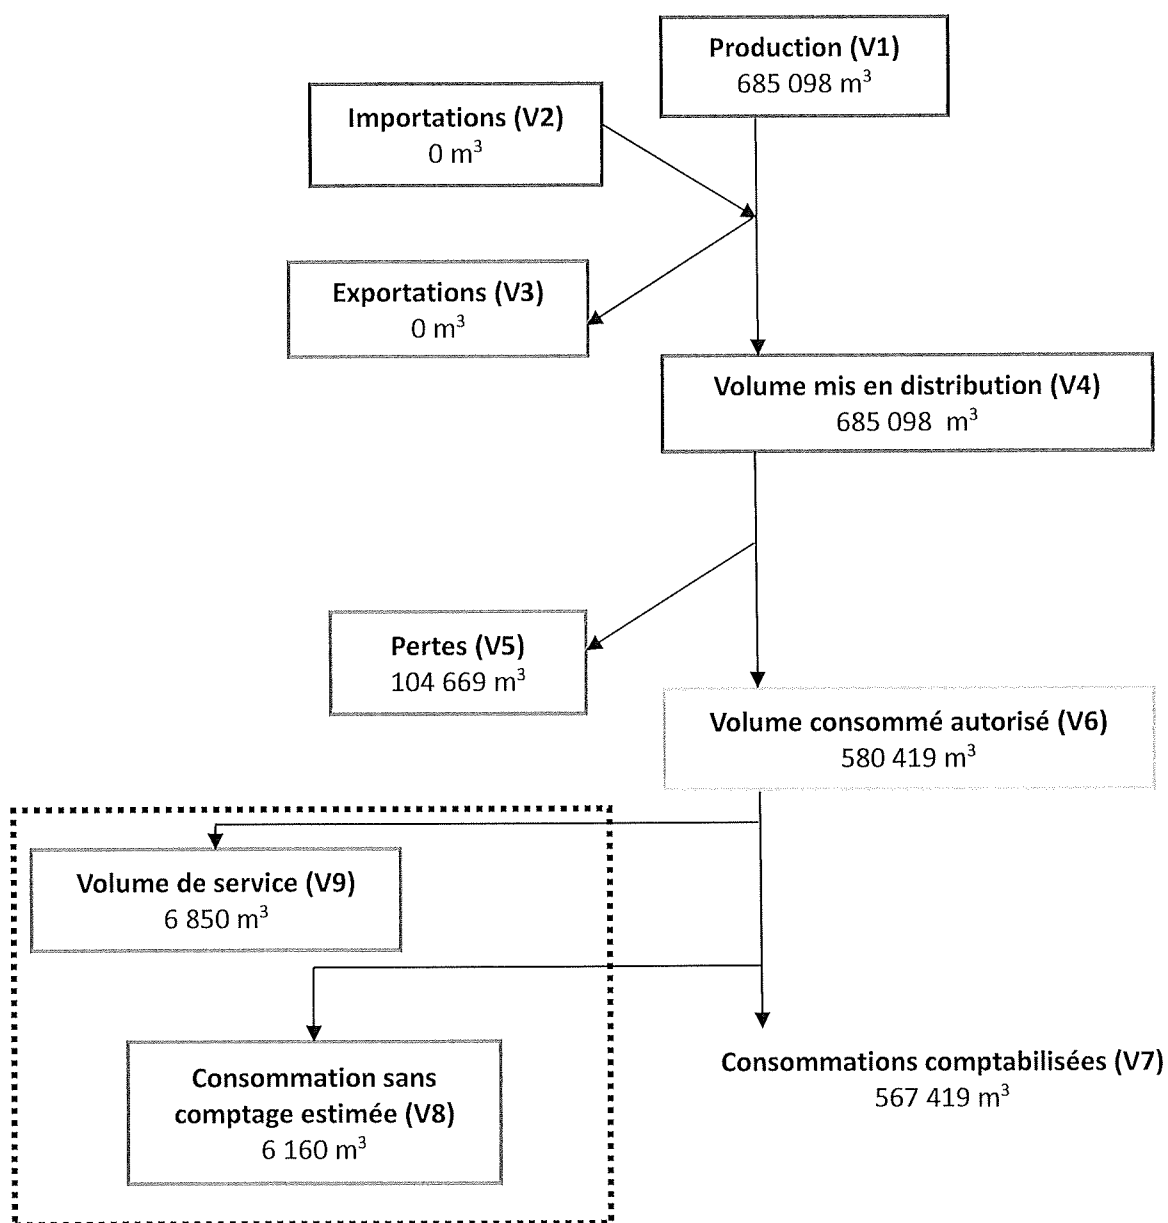 Production (V1)
685 098 m³
Importations (V2)
0 m³
Exportations (V3)
0 m³
Volume mis en distribution (V4)
685 098 m³
Pertes (V5)
104 669 m³
Volume consommé autorisé (V6)
580 419 m³
Volume de service (V9)
6 850 m³
Consommation sans
comptage estimée (V8)
6 160 m³
Consommations comptabilisées (V7)
567 419 m³